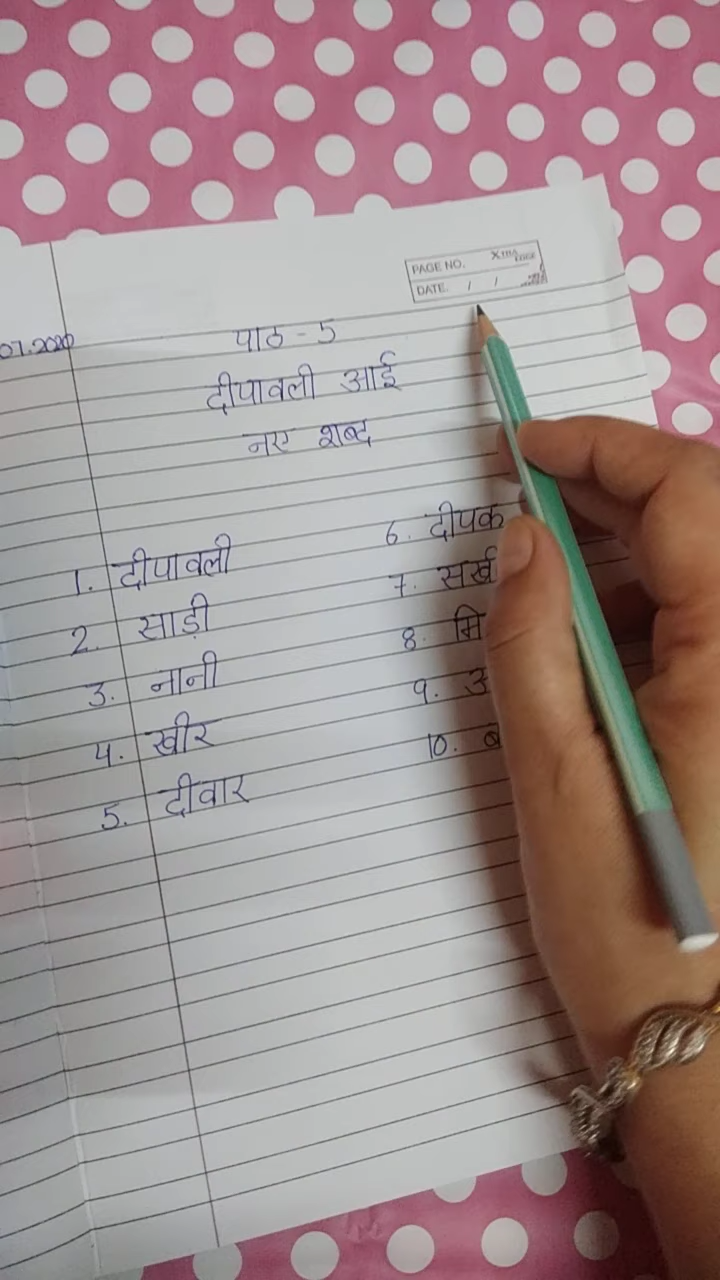 PAGE NO.
DATE: / /
07.2020
पाठ - 5
दीपावली आई
नए शब्द
1. दीपावली
2. साड़ी
3. नानी
4. खीर
5. दीवार
6. दीपक
7.
8.
9.
10.